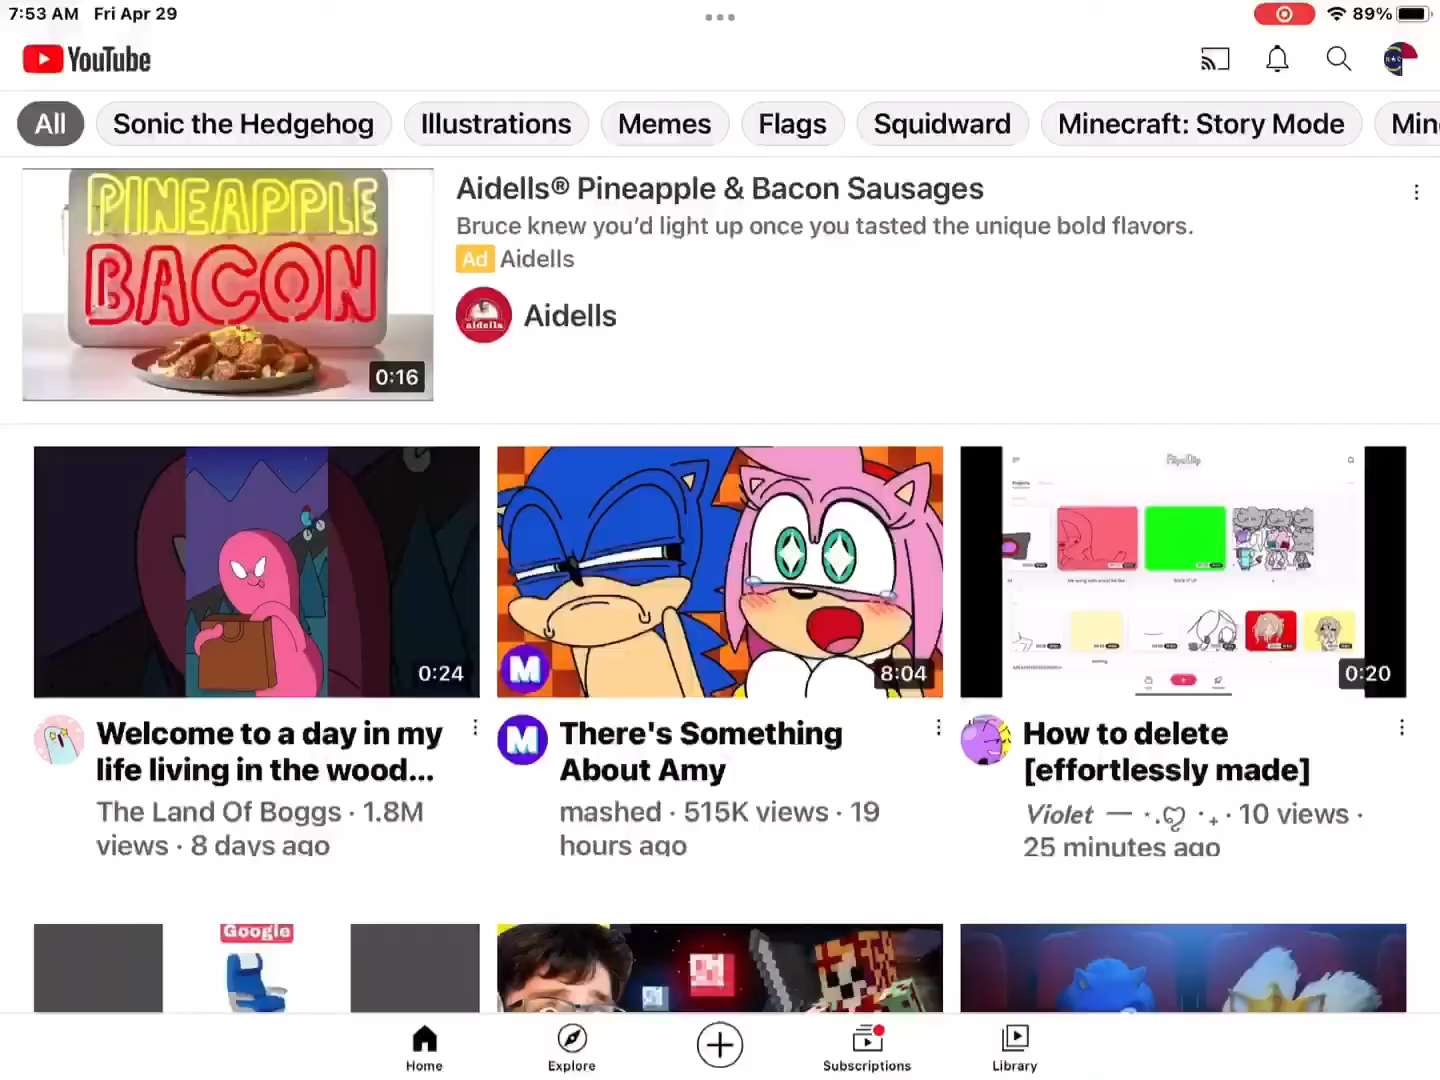 7:53 AM Fri Apr 29
89%
YouTube
All
Sonic the Hedgehog
Illustrations
Memes
Flags
Squidward
Minecraft: Story Mode
Min
PINEAPPLE
BACON
0:16
Aidells® Pineapple & Bacon Sausages
Bruce knew you'd light up once you tasted the unique bold flavors.
Ad Aidells
aidells
Aidells
0:24
M
8:04
FlipaClip
Projects
0:20
Welcome to a day in my
life living in the wood...
The Land Of Boggs · 1.8M
views · 8 days ago
M
There's Something
About Amy
mashed · 515K views · 19
hours ago
How to delete
[effortlessly made]
Violet — ·.ღ ·₊ · 10 views ·
25 minutes ago
Google
Home
Explore
Subscriptions
Library